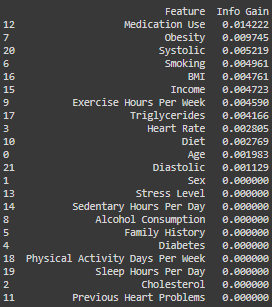 Feature Info Gain
12 Medication Use 0.014222
7 Obesity 0.009745
20 Systolic 0.005219
6 Smoking 0.004961
16 BMI 0.004761
15 Income 0.004723
9 Exercise Hours Per Week 0.004590
17 Triglycerides 0.004166
3 Heart Rate 0.002805
10 Diet 0.002769
0 Age 0.001983
21 Diastolic 0.001129
1 Sex 0.000000
13 Stress Level 0.000000
14 Sedentary Hours Per Day 0.000000
8 Alcohol Consumption 0.000000
5 Family History 0.000000
4 Diabetes 0.000000
18 Physical Activity Days Per Week 0.000000
19 Sleep Hours Per Day 0.000000
2 Cholesterol 0.000000
11 Previous Heart Problems 0.000000